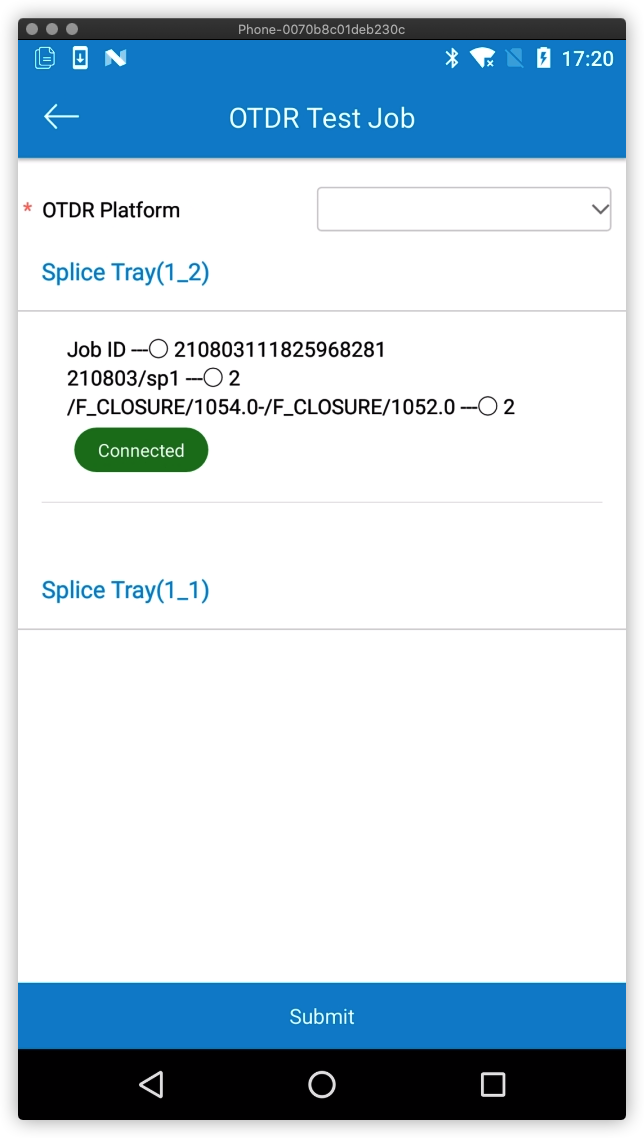 Phone-0070b8c01deb230c
17:20
OTDR Test Job
* OTDR Platform
Splice Tray(1_2)
Job ID ---○ 210803111825968281
210803/sp1 ---○ 2
/F_CLOSURE/1054.0-/F_CLOSURE/1052.0 ---○ 2
Connected
Splice Tray(1_1)
Submit